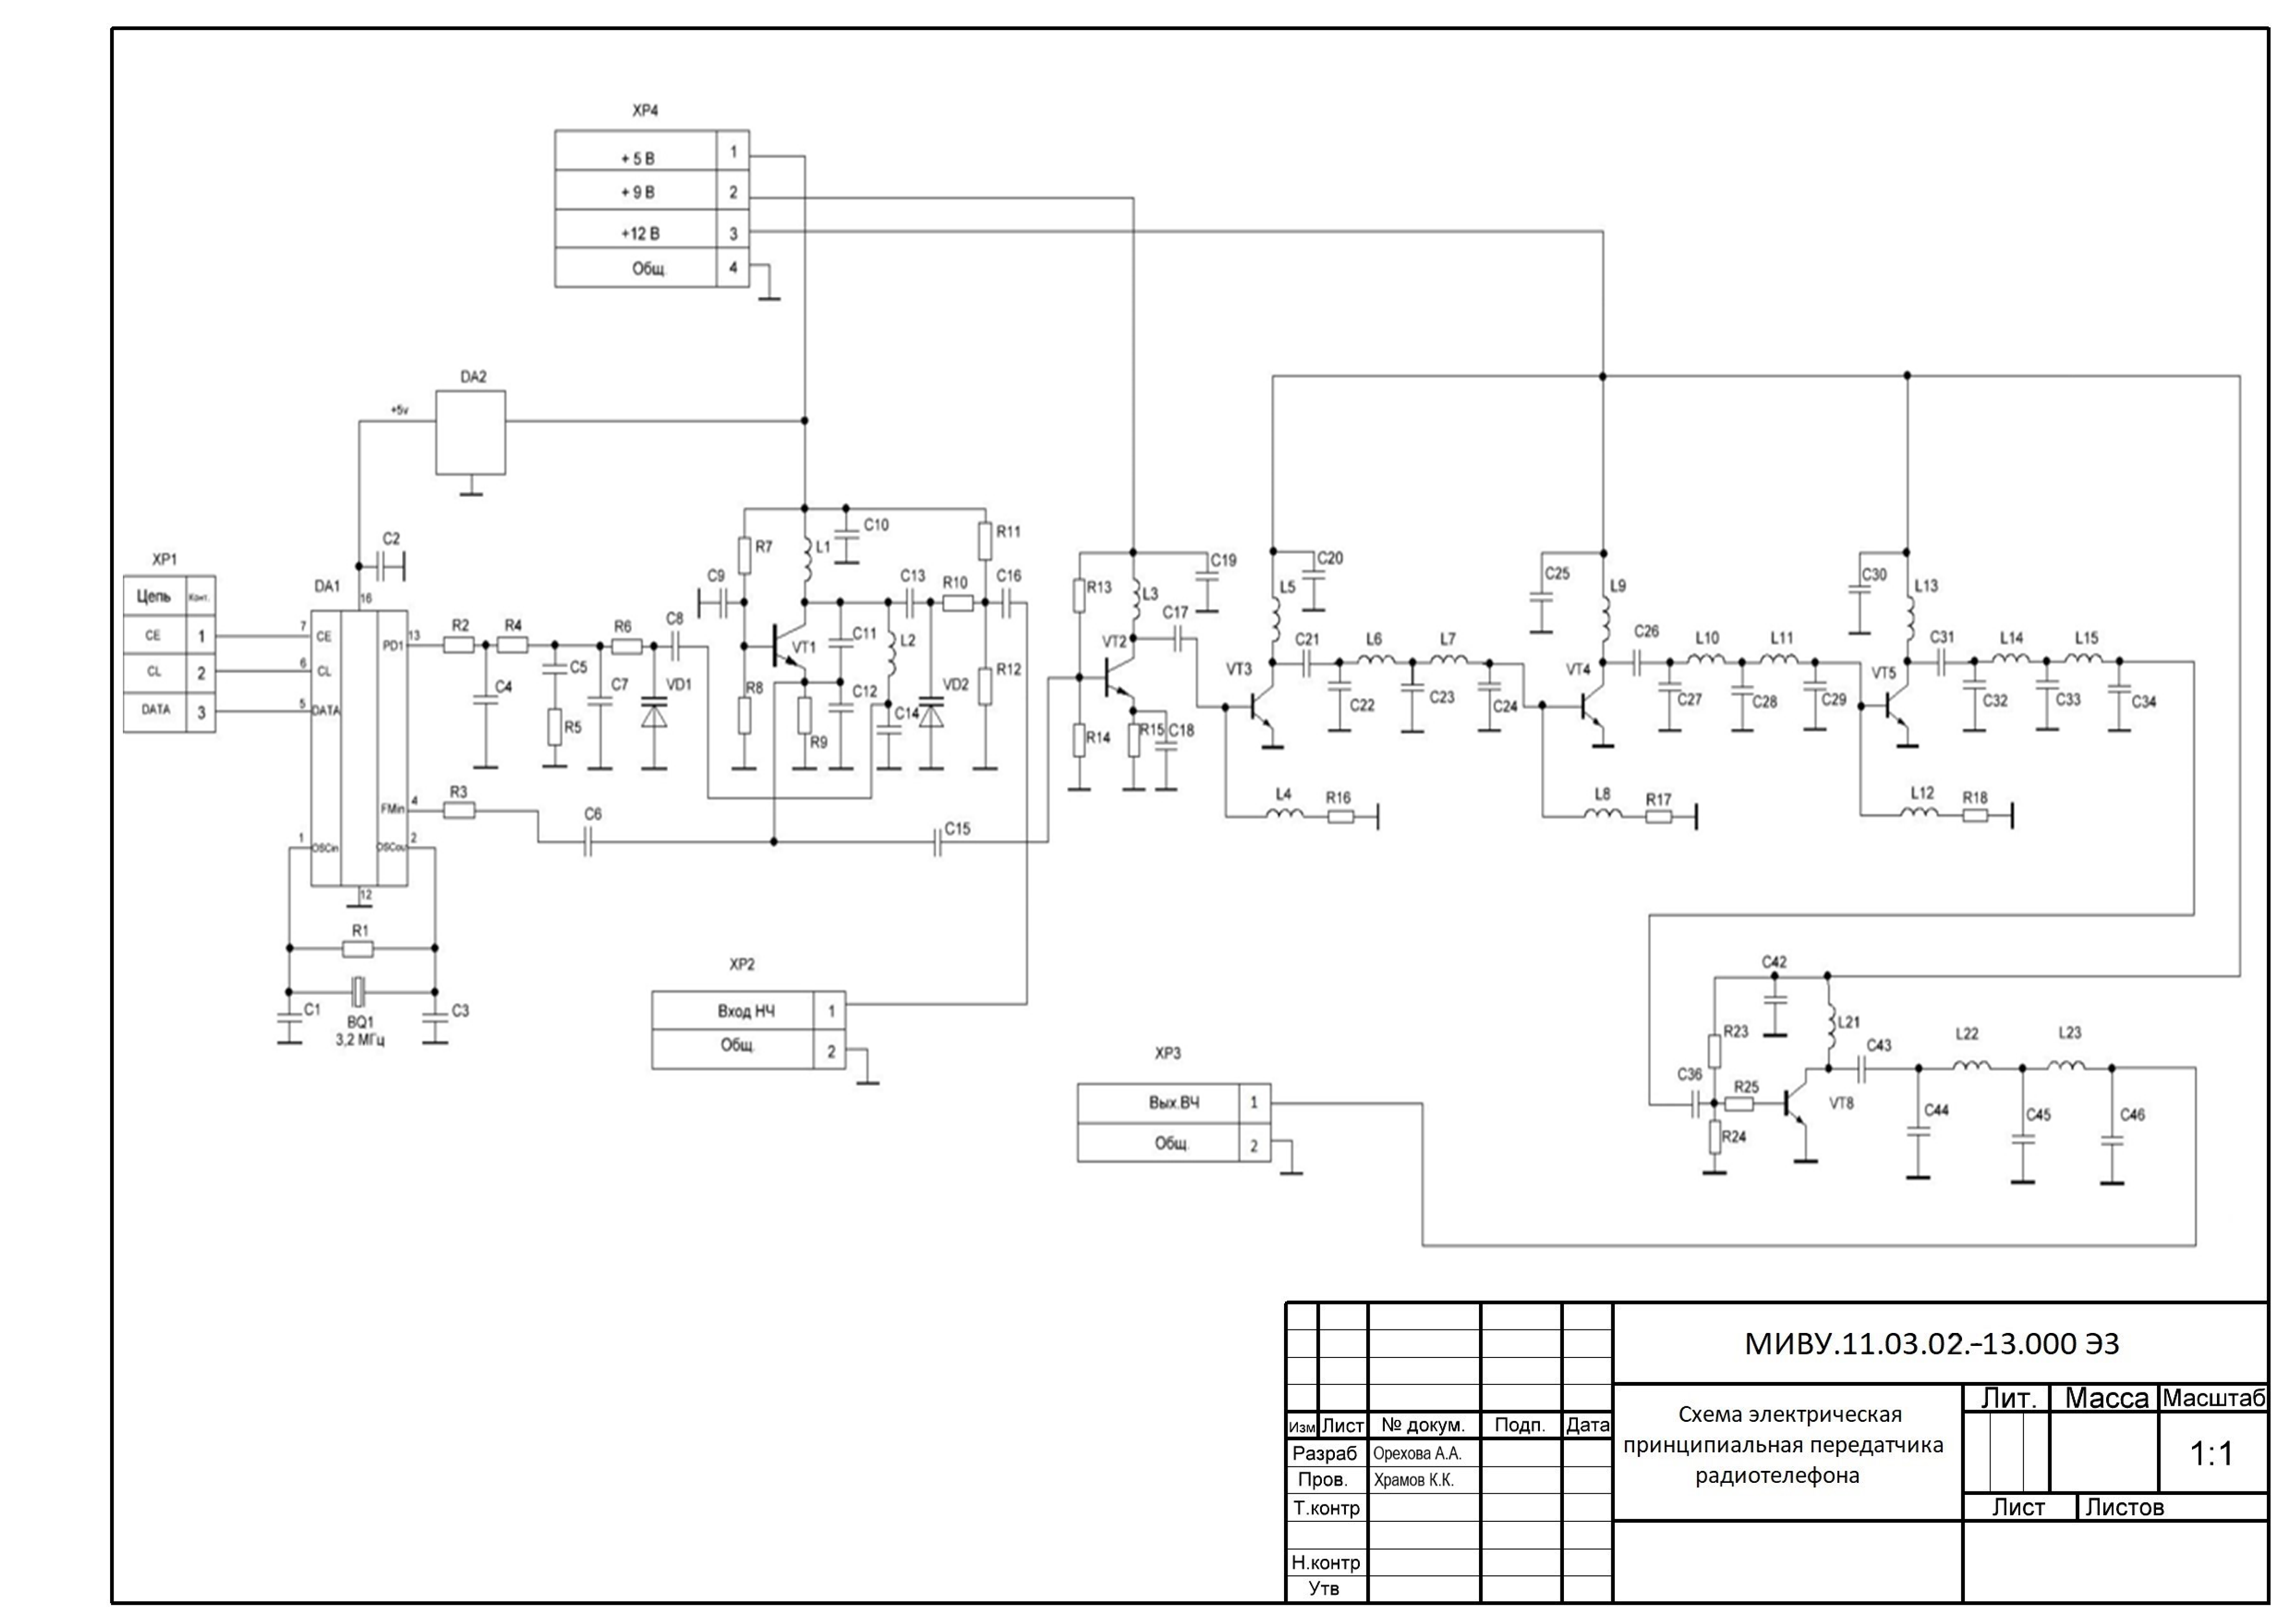 XP4
+ 5 В 1
+ 9 В 2
+12 В 3
Общ. 4
DA2
+5v
C2
XP1
Цепь Конт.
CE 1
CL 2
DATA 3
DA1
16
7 CE
6 CL
5 DATA
PD1 13
FMin 4
1 OSCin
OSCou 2
12
R1
BQ1
3,2 МГц
C1
C3
R2
R4
C4
C5
R5
C7
R6
VD1
C8
R3
C6
C9
R7
R8
L1
C10
VT1
R9
C11
C12
L2
C14
C13
R10
VD2
R11
R12
C16
C15
R13
R14
L3
C19
VT2
C17
R15
C18
VT3
L5
C20
C21
L6
L7
C22
C23
C24
L4
R16
C25
L9
VT4
C26
L10
L11
C27
C28
C29
L8
R17
C30
L13
VT5
C31
L14
L15
C32
C33
C34
L12
R18
XP2
Вход НЧ 1
Общ. 2
XP3
Вых.ВЧ 1
Общ. 2
C42
R23
L21
C43
L22
L23
C36
R25
VT8
R24
C44
C45
C46
МИВУ.11.03.02.-13.000 ЭЗ
Схема электрическая
принципиальная передатчика
радиотелефона
Лит. Масса Масштаб
1:1
Лист Листов
Изм Лист № докум. Подп. Дата
Разраб Орехова А.А.
Пров. Храмов К.К.
Т.контр
Н.контр
Утв